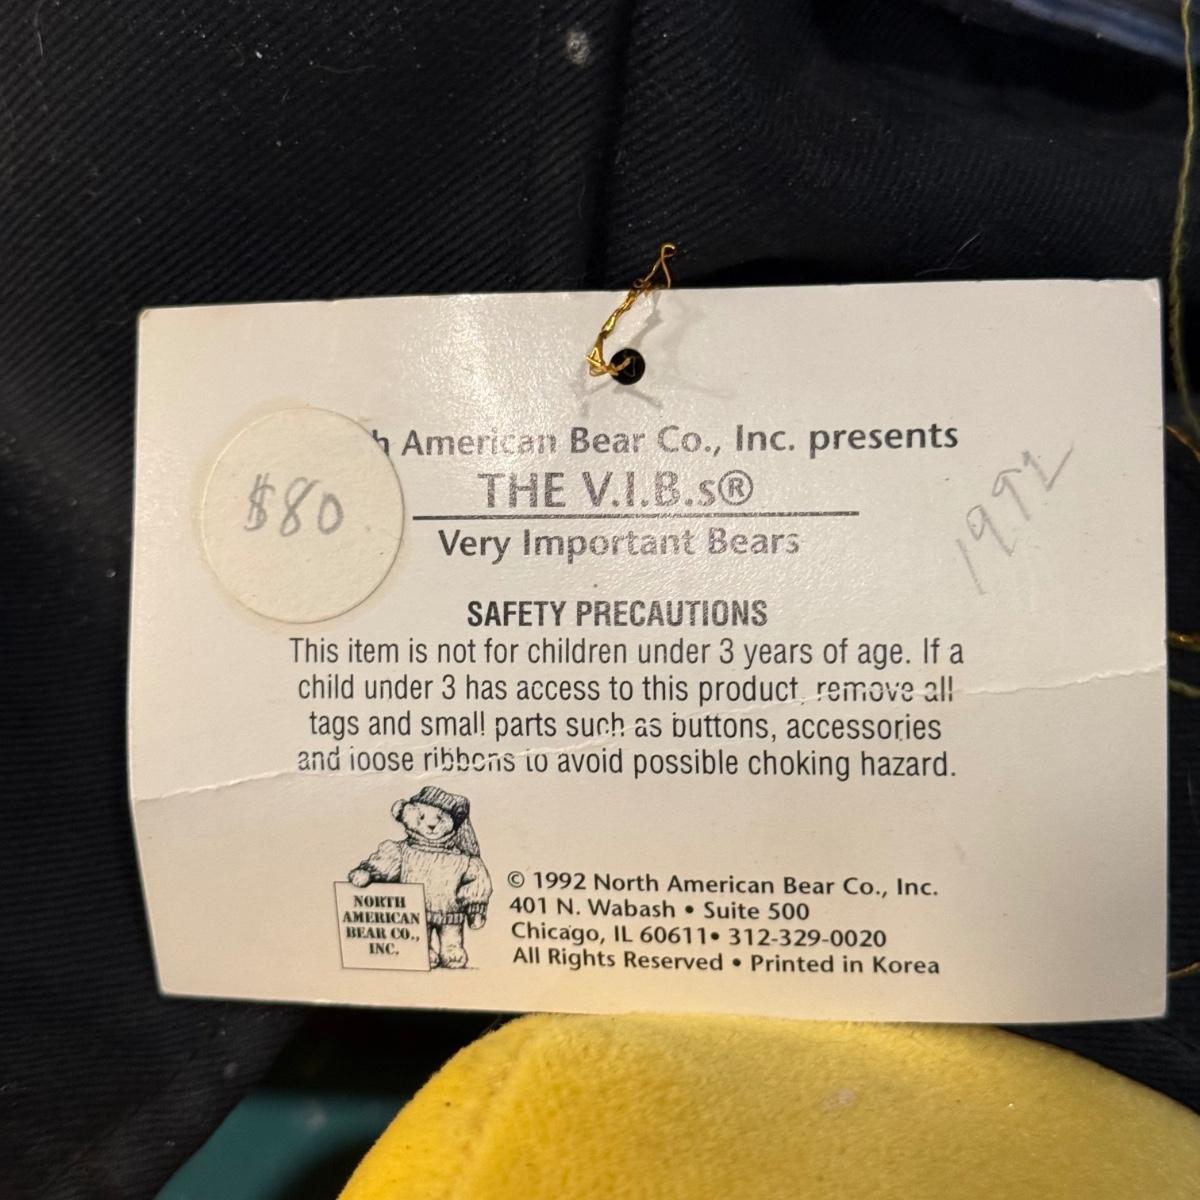 h American Bear Co., Inc. presents
THE V.I.B.s®
Very Important Bears
$80
1992
SAFETY PRECAUTIONS
This item is not for children under 3 years of age. If a
child under 3 has access to this product, remove all
tags and small parts such as buttons, accessories
and loose ribbons to avoid possible choking hazard.
NORTH
AMERICAN
BEAR CO.,
INC.
© 1992 North American Bear Co., Inc.
401 N. Wabash • Suite 500
Chicago, IL 60611• 312-329-0020
All Rights Reserved • Printed in Korea